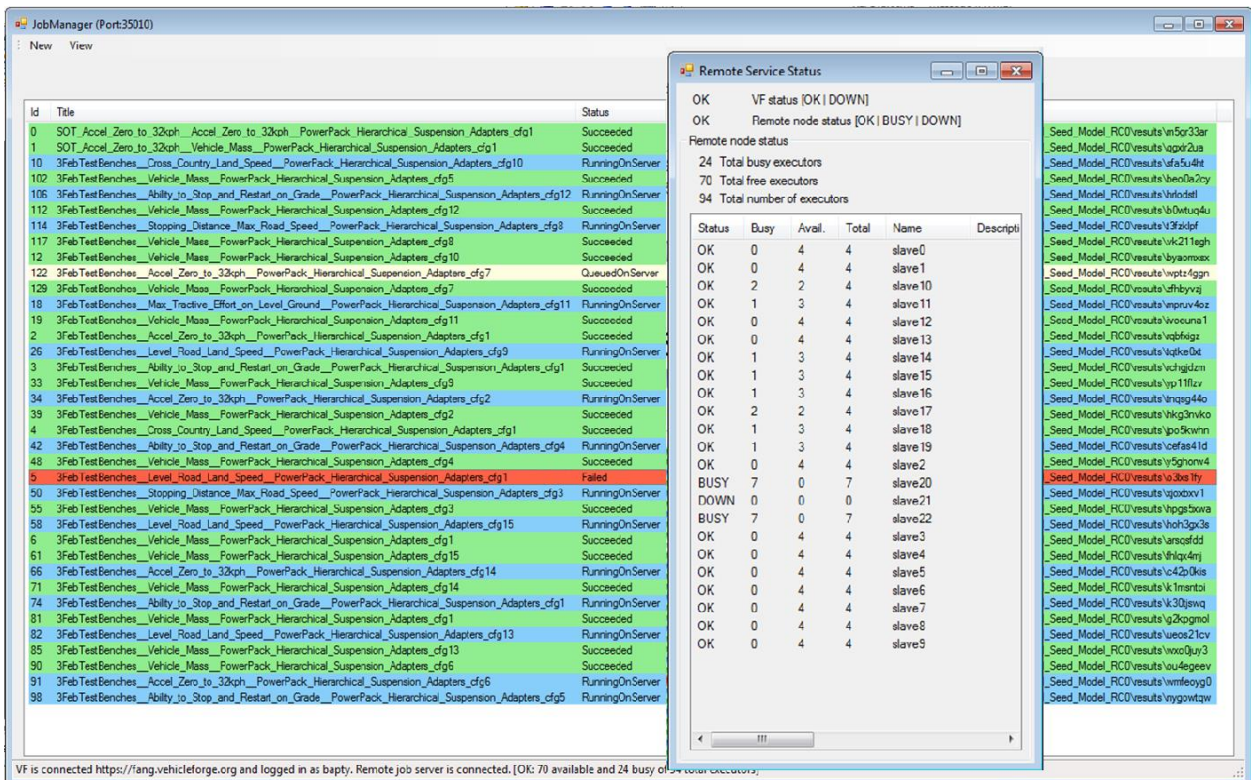 JobManager (Port:35010)
New View
Id Title Status
0 SOT_Accel_Zero_to_32kph__Accel_Zero_to_32kph__PowerPack_Hierarchical_Suspension_Adapters_cfg1 Succeeded
1 SOT_Accel_Zero_to_32kph__Vehicle_Mass__PowerPack_Hierarchical_Suspension_Adapters_cfg1 Succeeded
10 3FebTestBenches__Cross_Country_Land_Speed__PowerPack_Hierarchical_Suspension_Adapters_cfg10 RunningOnServer
102 3FebTestBenches__Vehicle_Mass__PowerPack_Hierarchical_Suspension_Adapters_cfg5 Succeeded
106 3FebTestBenches__Ability_to_Stop_and_Restart_on_Grade__PowerPack_Hierarchical_Suspension_Adapters_cfg12 RunningOnServer
112 3FebTestBenches__Vehicle_Mass__PowerPack_Hierarchical_Suspension_Adapters_cfg12 Succeeded
114 3FebTestBenches__Stopping_Distance_Max_Road_Speed__PowerPack_Hierarchical_Suspension_Adapters_cfg8 RunningOnServer
117 3FebTestBenches__Vehicle_Mass__PowerPack_Hierarchical_Suspension_Adapters_cfg8 Succeeded
12 3FebTestBenches__Vehicle_Mass__PowerPack_Hierarchical_Suspension_Adapters_cfg10 Succeeded
122 3FebTestBenches__Accel_Zero_to_32kph__PowerPack_Hierarchical_Suspension_Adapters_cfg7 QueuedOnServer
129 3FebTestBenches__Vehicle_Mass__PowerPack_Hierarchical_Suspension_Adapters_cfg7 Succeeded
18 3FebTestBenches__Max_Tractive_Effort_on_Level_Ground__PowerPack_Hierarchical_Suspension_Adapters_cfg11 RunningOnServer
19 3FebTestBenches__Vehicle_Mass__PowerPack_Hierarchical_Suspension_Adapters_cfg11 Succeeded
2 3FebTestBenches__Accel_Zero_to_32kph__PowerPack_Hierarchical_Suspension_Adapters_cfg1 Succeeded
26 3FebTestBenches__Level_Road_Land_Speed__PowerPack_Hierarchical_Suspension_Adapters_cfg9 RunningOnServer
3 3FebTestBenches__Ability_to_Stop_and_Restart_on_Grade__PowerPack_Hierarchical_Suspension_Adapters_cfg1 Succeeded
33 3FebTestBenches__Vehicle_Mass__PowerPack_Hierarchical_Suspension_Adapters_cfg9 Succeeded
34 3FebTestBenches__Accel_Zero_to_32kph__PowerPack_Hierarchical_Suspension_Adapters_cfg2 RunningOnServer
39 3FebTestBenches__Vehicle_Mass__PowerPack_Hierarchical_Suspension_Adapters_cfg2 Succeeded
4 3FebTestBenches__Cross_Country_Land_Speed__PowerPack_Hierarchical_Suspension_Adapters_cfg1 Succeeded
42 3FebTestBenches__Ability_to_Stop_and_Restart_on_Grade__PowerPack_Hierarchical_Suspension_Adapters_cfg4 RunningOnServer
48 3FebTestBenches__Vehicle_Mass__PowerPack_Hierarchical_Suspension_Adapters_cfg4 Succeeded
5 3FebTestBenches__Level_Road_Land_Speed__PowerPack_Hierarchical_Suspension_Adapters_cfg1 Failed
50 3FebTestBenches__Stopping_Distance_Max_Road_Speed__PowerPack_Hierarchical_Suspension_Adapters_cfg3 RunningOnServer
55 3FebTestBenches__Vehicle_Mass__PowerPack_Hierarchical_Suspension_Adapters_cfg3 Succeeded
58 3FebTestBenches__Level_Road_Land_Speed__PowerPack_Hierarchical_Suspension_Adapters_cfg15 RunningOnServer
6 3FebTestBenches__Vehicle_Mass__PowerPack_Hierarchical_Suspension_Adapters_cfg1 Succeeded
61 3FebTestBenches__Vehicle_Mass__PowerPack_Hierarchical_Suspension_Adapters_cfg15 Succeeded
66 3FebTestBenches__Accel_Zero_to_32kph__PowerPack_Hierarchical_Suspension_Adapters_cfg14 RunningOnServer
71 3FebTestBenches__Vehicle_Mass__PowerPack_Hierarchical_Suspension_Adapters_cfg14 Succeeded
74 3FebTestBenches__Ability_to_Stop_and_Restart_on_Grade__PowerPack_Hierarchical_Suspension_Adapters_cfg1 RunningOnServer
81 3FebTestBenches__Vehicle_Mass__PowerPack_Hierarchical_Suspension_Adapters_cfg1 Succeeded
82 3FebTestBenches__Level_Road_Land_Speed__PowerPack_Hierarchical_Suspension_Adapters_cfg13 RunningOnServer
85 3FebTestBenches__Vehicle_Mass__PowerPack_Hierarchical_Suspension_Adapters_cfg13 Succeeded
90 3FebTestBenches__Vehicle_Mass__PowerPack_Hierarchical_Suspension_Adapters_cfg6 Succeeded
91 3FebTestBenches__Accel_Zero_to_32kph__PowerPack_Hierarchical_Suspension_Adapters_cfg6 RunningOnServer
98 3FebTestBenches__Ability_to_Stop_and_Restart_on_Grade__PowerPack_Hierarchical_Suspension_Adapters_cfg5 RunningOnServer
Remote Service Status
OK VF status [OK | DOWN]
OK Remote node status [OK | BUSY | DOWN]
Remote node status
24 Total busy executors
70 Total free executors
94 Total number of executors
Status Busy Avail. Total Name Descripti
OK 0 4 4 slave0
OK 0 4 4 slave1
OK 2 2 4 slave10
OK 1 3 4 slave11
OK 0 4 4 slave12
OK 0 4 4 slave13
OK 1 3 4 slave14
OK 1 3 4 slave15
OK 1 3 4 slave16
OK 2 2 4 slave17
OK 1 3 4 slave18
OK 1 3 4 slave19
OK 0 4 4 slave2
BUSY 7 0 7 slave20
DOWN 0 0 0 slave21
BUSY 7 0 7 slave22
OK 0 4 4 slave3
OK 0 4 4 slave4
OK 0 4 4 slave5
OK 0 4 4 slave6
OK 0 4 4 slave7
OK 0 4 4 slave8
OK 0 4 4 slave9
VF is connected https://fang.vehicleforge.org and logged in as bapty. Remote job server is connected. [OK: 70 available and 24 busy of 94 total executors]